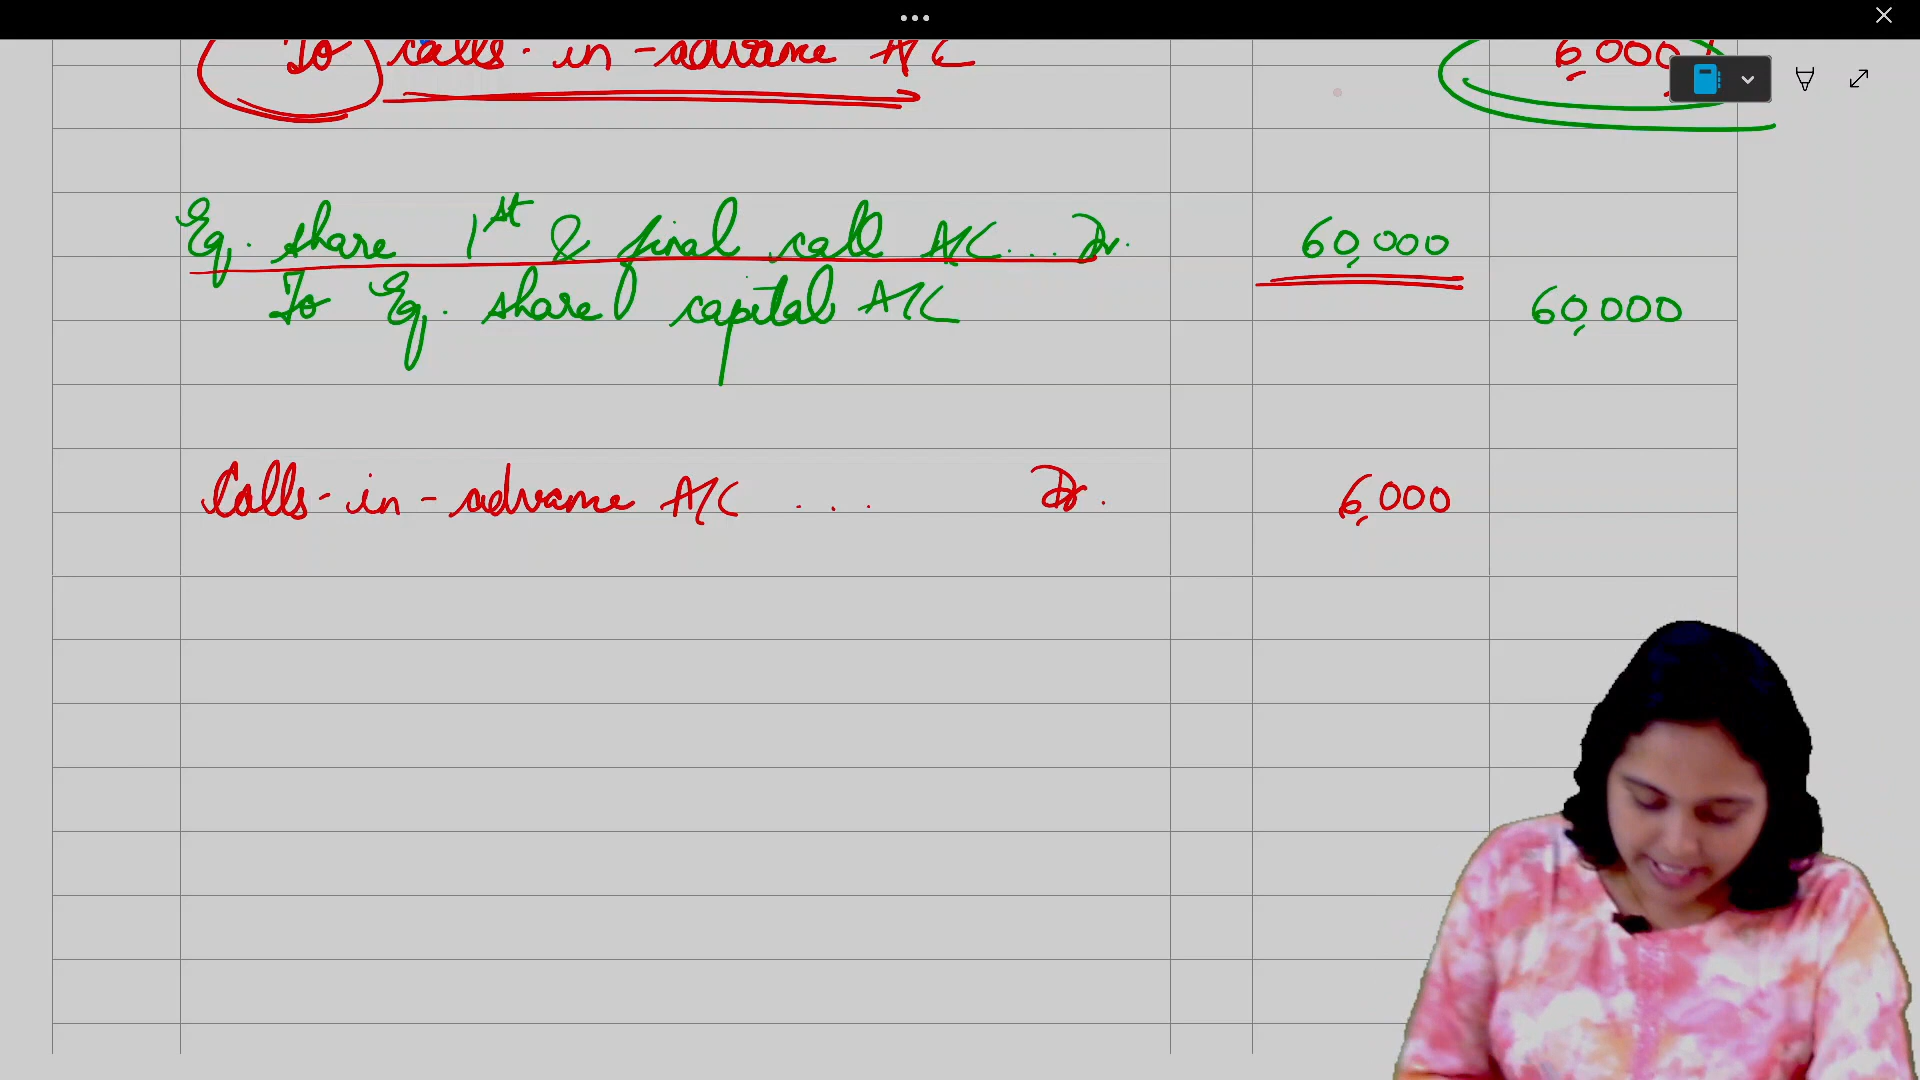 To calls-in-advance A/C 6,000
Eq. share 1st & final call A/C... Dr. 60,000
To Eq. share capital A/C 60,000
Calls-in-advance A/C ... Dr. 6,000